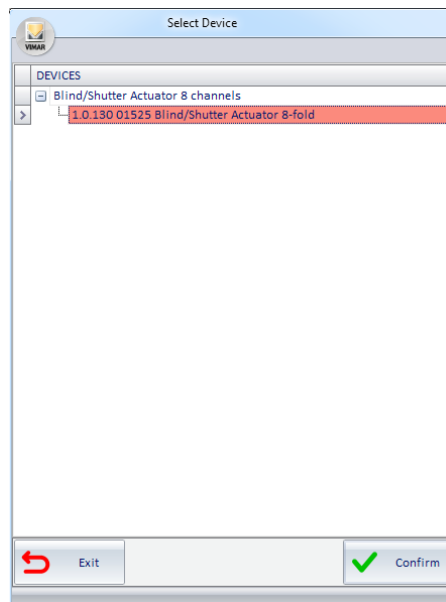 Select Device
VIMAR
DEVICES
Blind/Shutter Actuator 8 channels
1.0.130 01525 Blind/Shutter Actuator 8-fold
Exit
Confirm